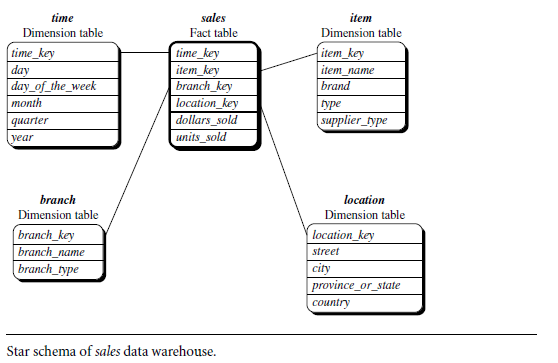 time
Dimension table
time_key
day
day_of_the_week
month
quarter
year
sales
Fact table
time_key
item_key
branch_key
location_key
dollars_sold
units_sold
item
Dimension table
item_key
item_name
brand
type
supplier_type
branch
Dimension table
branch_key
branch_name
branch_type
location
Dimension table
location_key
street
city
province_or_state
country
Star schema of sales data warehouse.